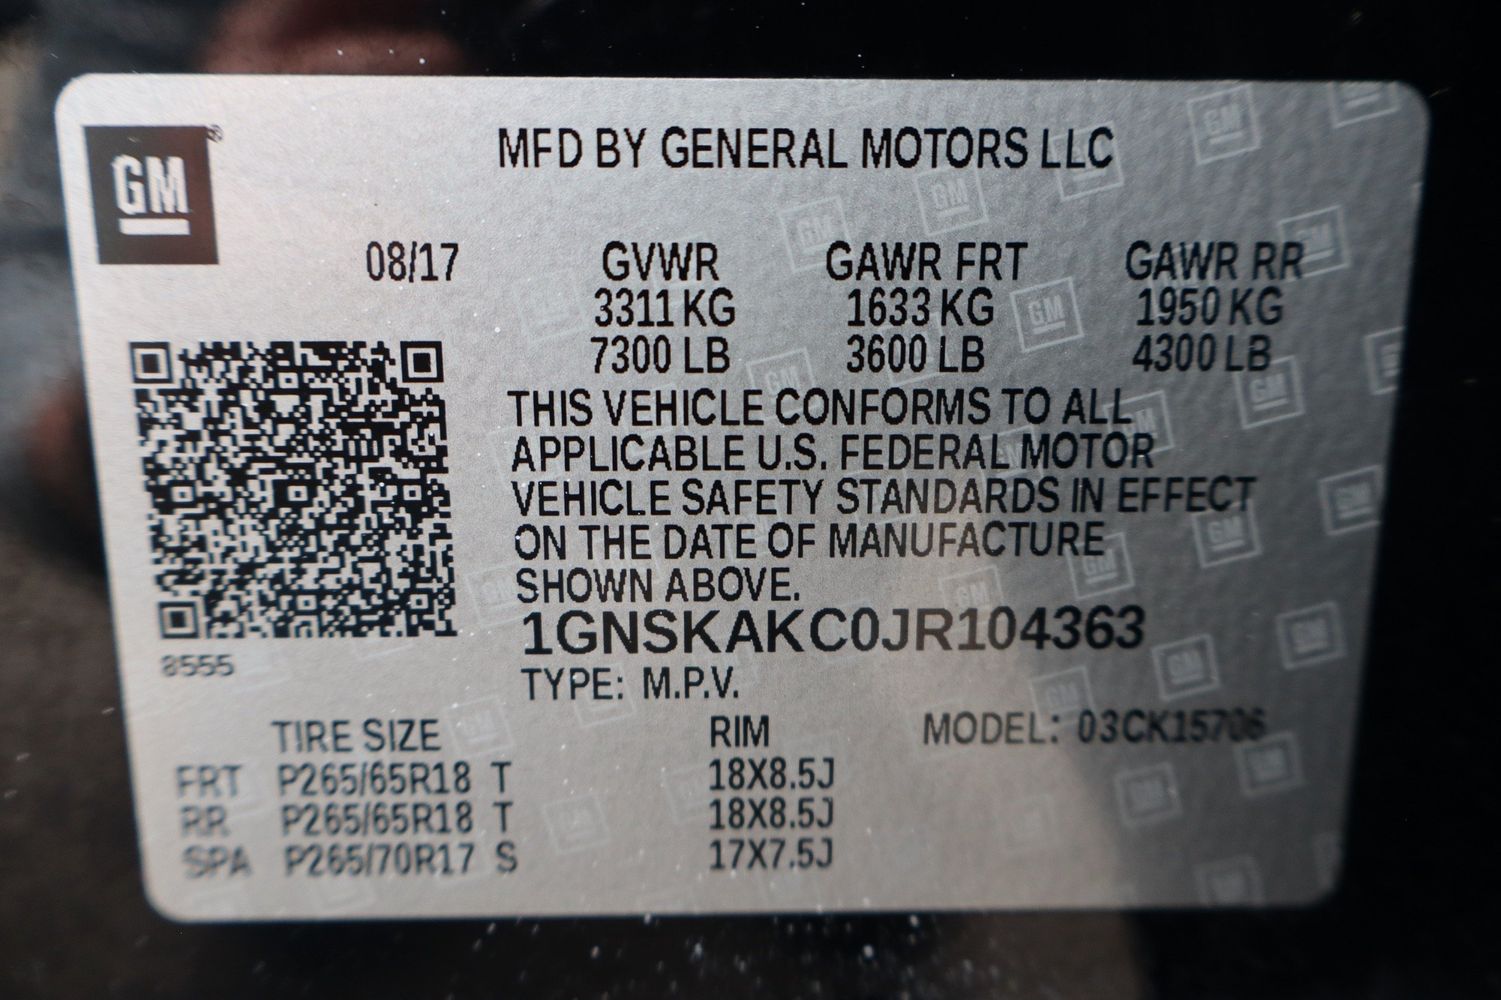 GM
MFD BY GENERAL MOTORS LLC
08/17 GVWR GAWR FRT GAWR RR
3311 KG 1633 KG 1950 KG
7300 LB 3600 LB 4300 LB
THIS VEHICLE CONFORMS TO ALL
APPLICABLE U.S. FEDERAL MOTOR
VEHICLE SAFETY STANDARDS IN EFFECT
ON THE DATE OF MANUFACTURE
SHOWN ABOVE.
1GNSKAKC0JR104363
8555
TYPE: M.P.V.
TIRE SIZE RIM MODEL: 03CK15706
FRT P265/65R18 T 18X8.5J
RR P265/65R18 T 18X8.5J
SPA P265/70R17 S 17X7.5J